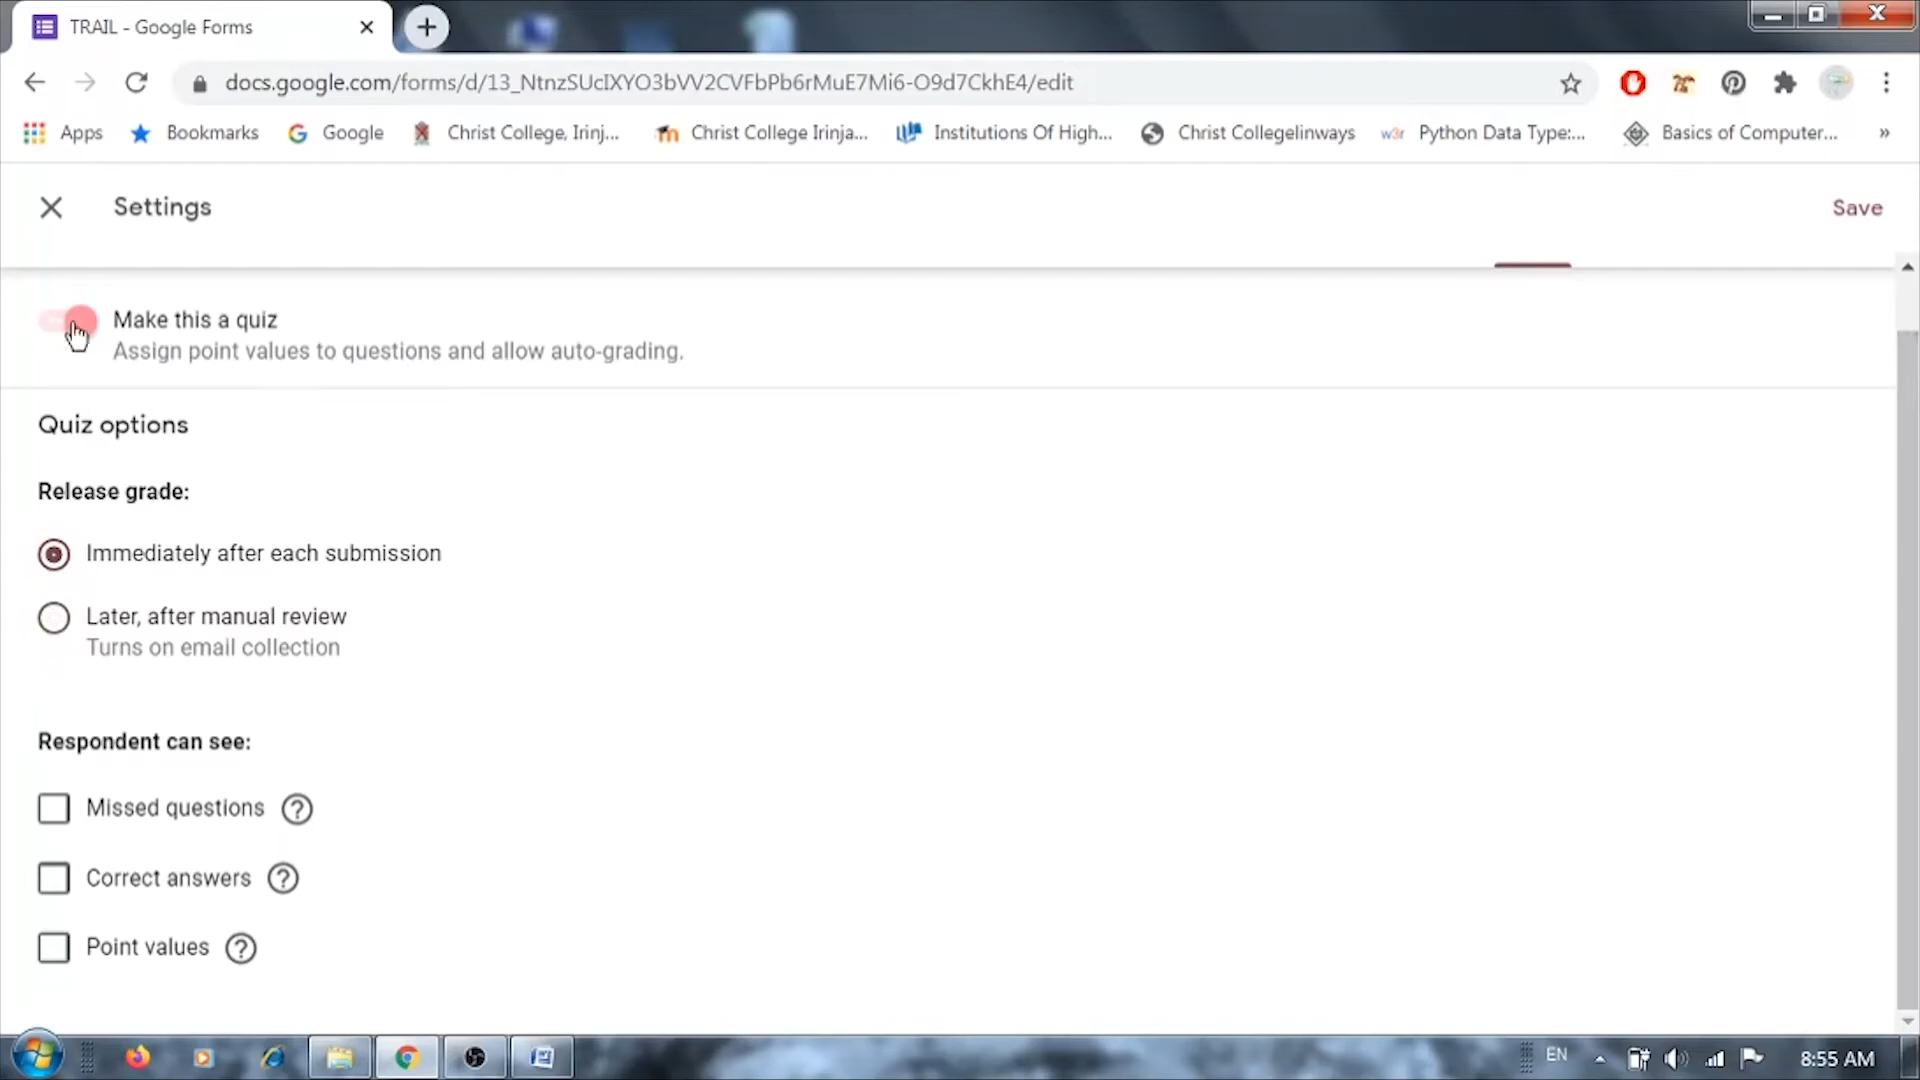 TRAIL - Google Forms
docs.google.com/forms/d/13_NtnzSUcIXYO3bVV2CVFbPb6rMuE7Mi6-O9d7CkhE4/edit
Apps Bookmarks Google Christ College, Irinj... Christ College Irinja... Institutions Of High... Christ Collegelinways w3r Python Data Type:... Basics of Computer... »
Settings Save
Make this a quiz
Assign point values to questions and allow auto-grading.
Quiz options
Release grade:
Immediately after each submission
Later, after manual review
Turns on email collection
Respondent can see:
Missed questions
Correct answers
Point values
EN 8:55 AM